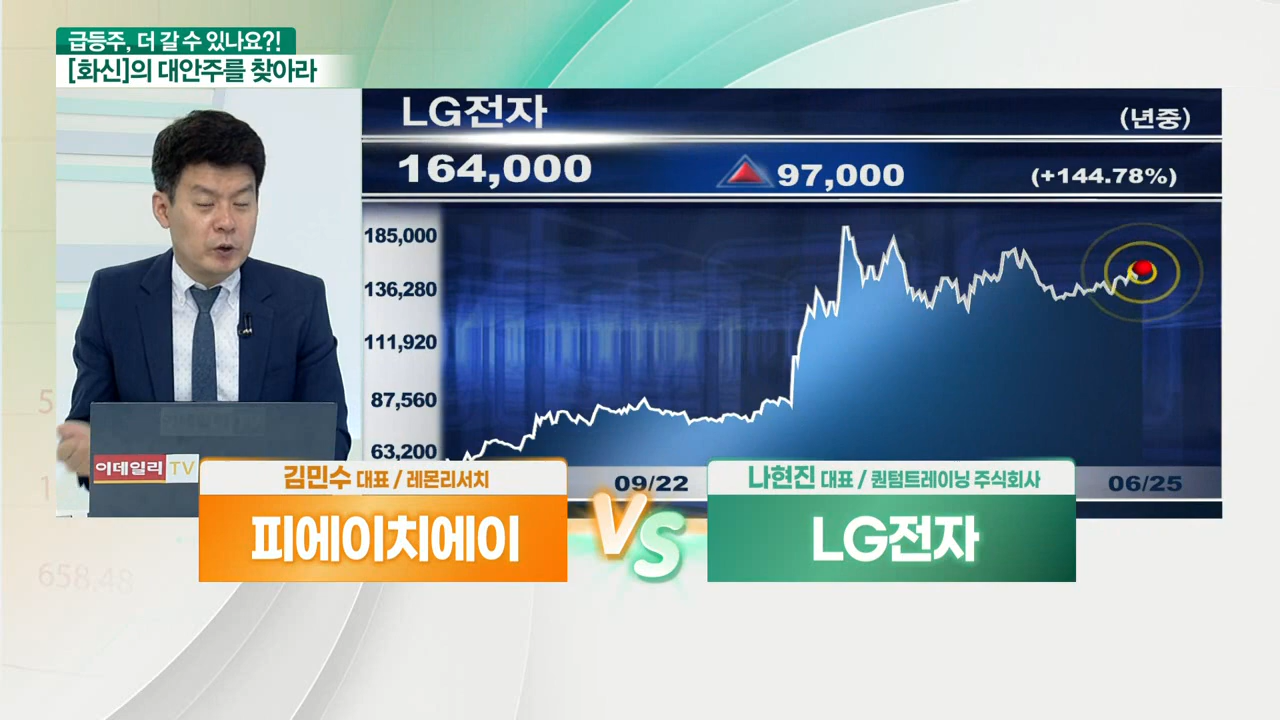 급등주, 더 갈 수 있나요?!
[화신]의 대안주를 찾아라
LG전자
(년중)
164,000
97,000
(+144.78%)
185,000
136,280
111,920
87,560
63,200
09/22
06/25
이데일리 TV
김민수 대표 / 레몬리서치
피에이치에이
VS
나현진 대표 / 퀀텀트레이닝 주식회사
LG전자
658.48